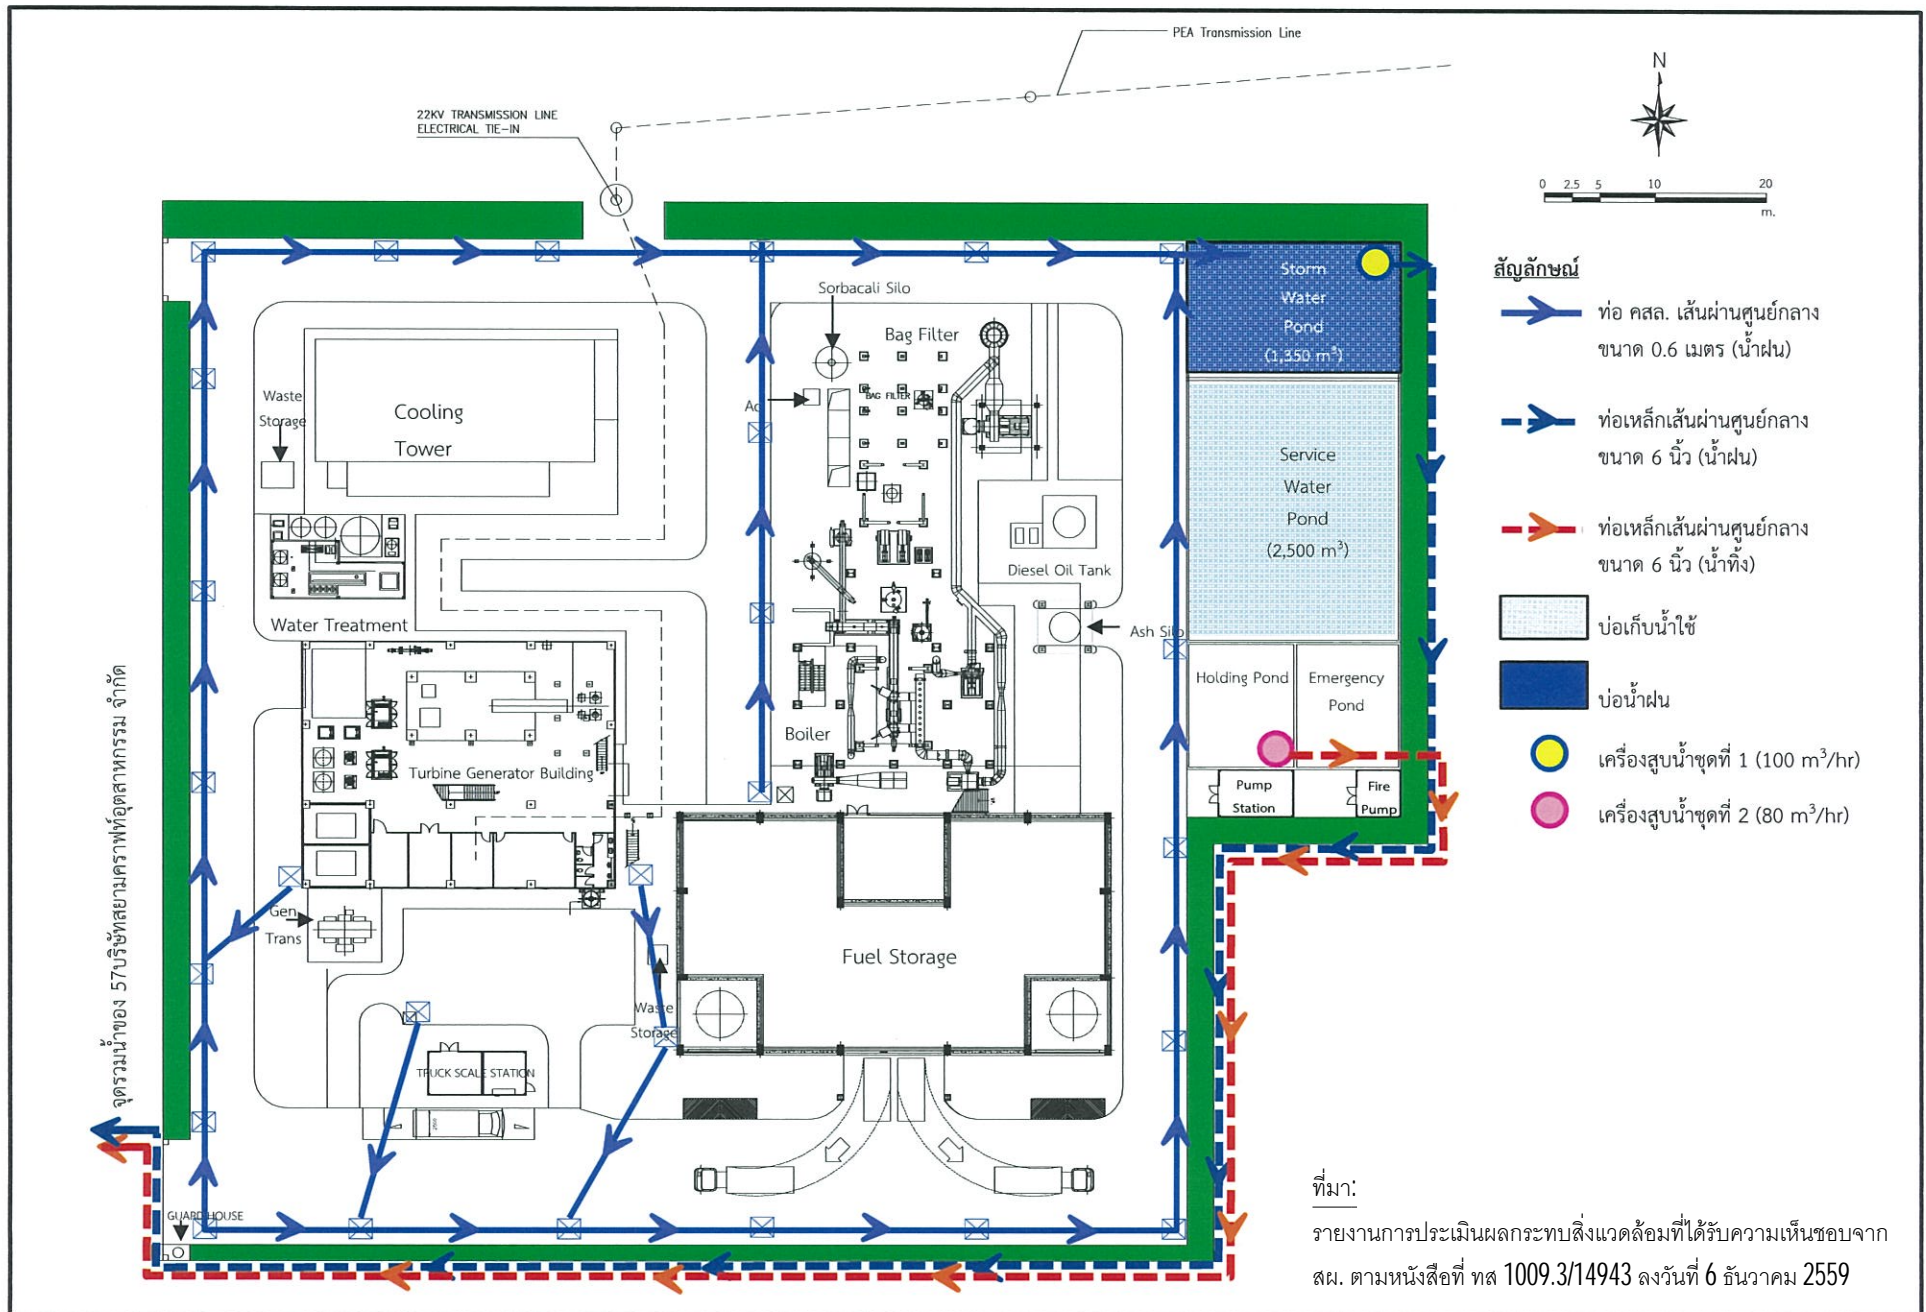 PEA Transmission Line
22KV TRANSMISSION LINE
ELECTRICAL TIE-IN
N
0 2.5 5 10 20
m.
สัญลักษณ์
ท่อ คสล. เส้นผ่านศูนย์กลาง
ขนาด 0.6 เมตร (น้ำฝน)
ท่อเหล็กเส้นผ่านศูนย์กลาง
ขนาด 6 นิ้ว (น้ำฝน)
ท่อเหล็กเส้นผ่านศูนย์กลาง
ขนาด 6 นิ้ว (น้ำทิ้ง)
บ่อเก็บน้ำใช้
บ่อน้ำฝน
เครื่องสูบน้ำชุดที่ 1 (100 m³/hr)
เครื่องสูบน้ำชุดที่ 2 (80 m³/hr)
Storm
Water
Pond
(1,350 m³)
Service
Water
Pond
(2,500 m³)
Holding Pond
Emergency
Pond
Pump
Station
Fire
Pump
Sorbacali Silo
Bag Filter
BAG FILTER
Waste
Storage
Cooling
Tower
Water Treatment
Diesel Oil Tank
Ash Silo
Boiler
Turbine Generator Building
Gen
Trans
Fuel Storage
Waste
Storage
TRUCK SCALE STATION
GUARD HOUSE
จุดรวมน้ำของ 57บริษัทสยามคราฟท์อุตสาหกรรม จำกัด
ที่มา:
รายงานการประเมินผลกระทบสิ่งแวดล้อมที่ได้รับความเห็นชอบจาก
สผ. ตามหนังสือที่ ทส 1009.3/14943 ลงวันที่ 6 ธันวาคม 2559